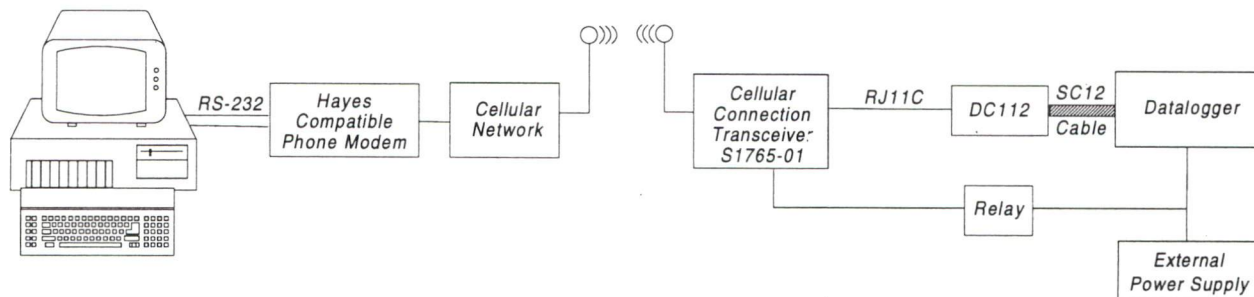 RS-232
Hayes
Compatible
Phone Modem
Cellular
Network
Cellular
Connection
Transceiver
S1765-01
RJ11C
DC112
SC12
Cable
Datalogger
Relay
External
Power Supply